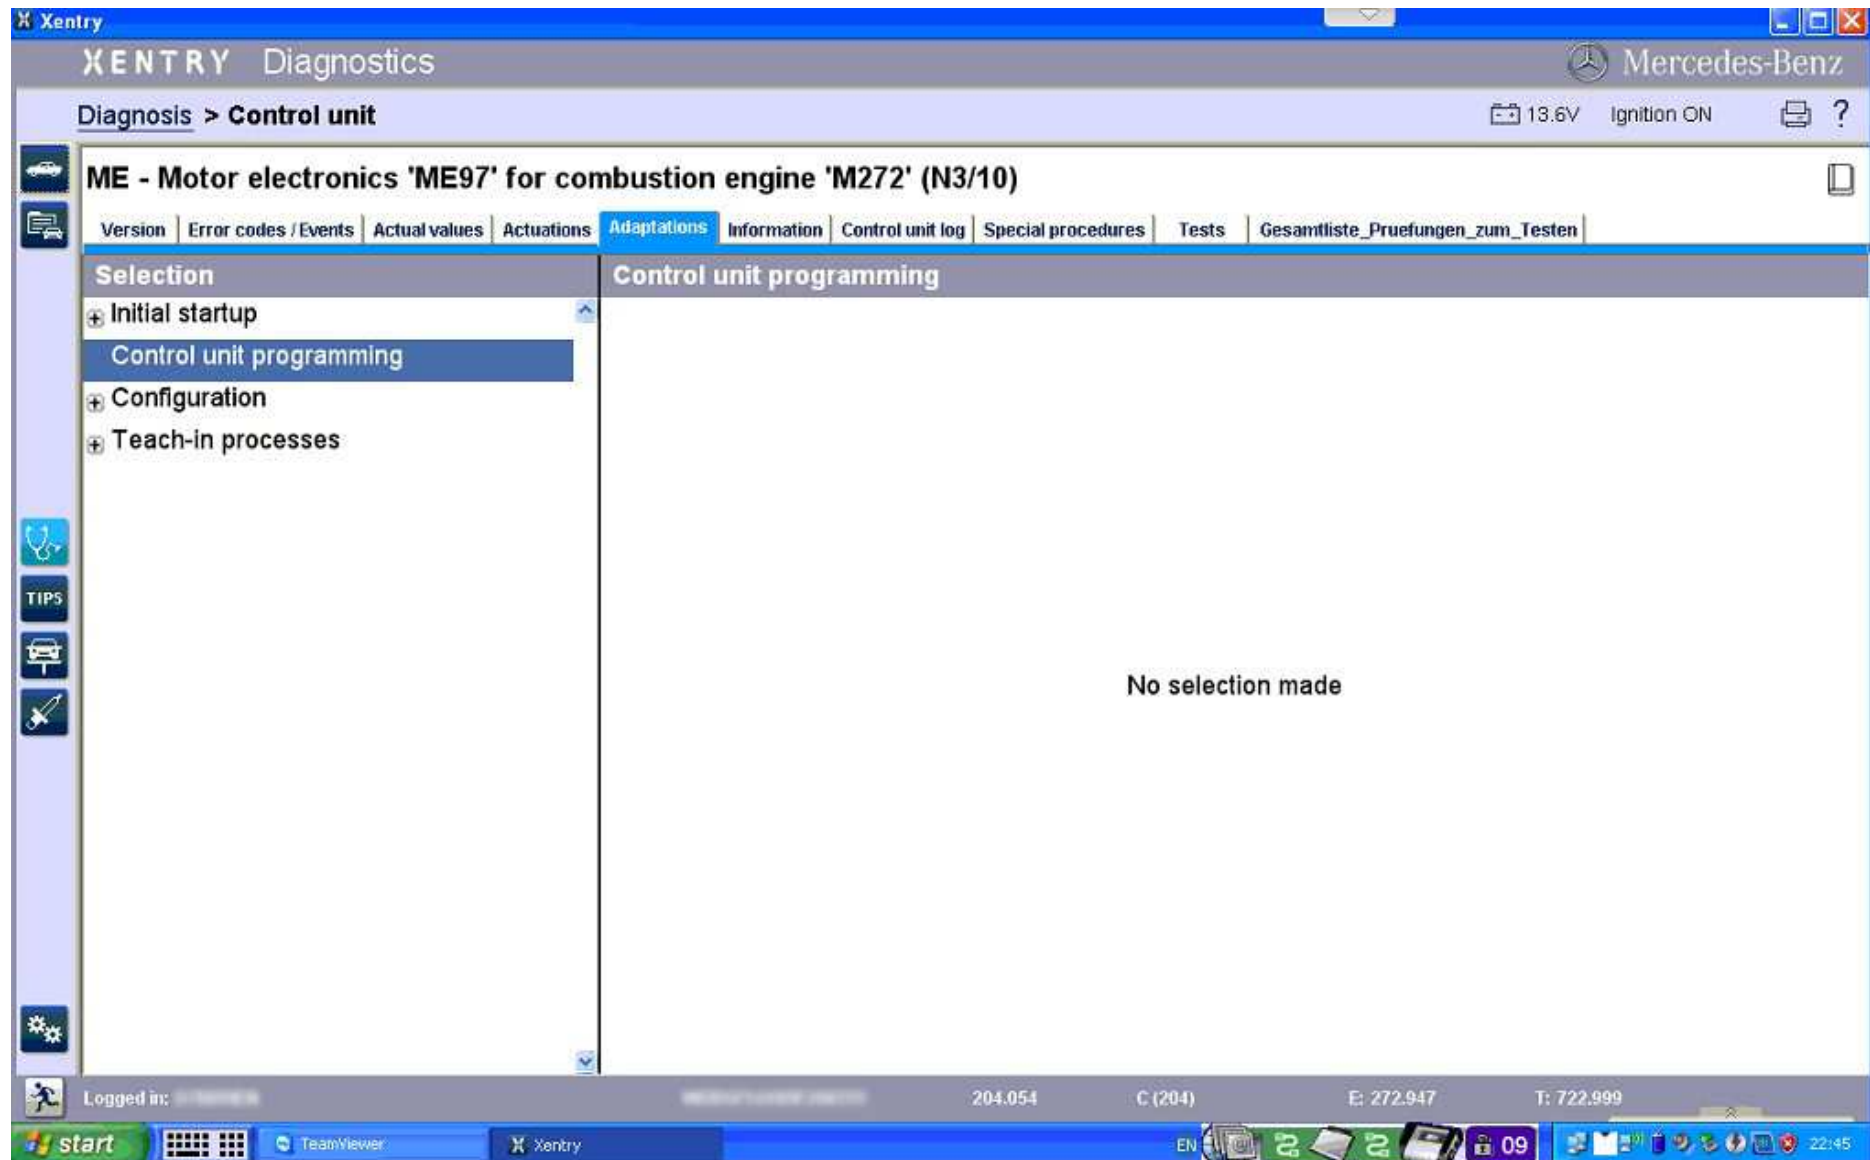 Xentry
XENTRY Diagnostics
Mercedes-Benz
Diagnosis > Control unit
13.6V Ignition ON ?
ME - Motor electronics 'ME97' for combustion engine 'M272' (N3/10)
Version Error codes / Events Actual values Actuations Adaptations Information Control unit log Special procedures Tests Gesamtliste_Pruefungen_zum_Testen
Selection
Control unit programming
Initial startup
Control unit programming
Configuration
Teach-in processes
TIPS
No selection made
Logged in: 204.054 C (204) E: 272.947 T: 722.999
start TeamViewer Xentry EN 09 22:45